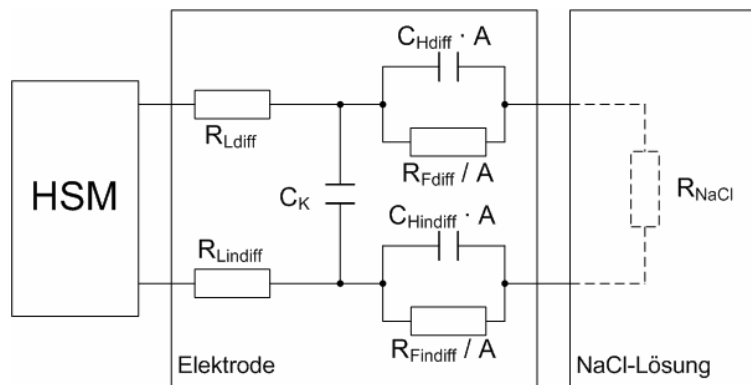 C_Hdiff · A
R_Ldiff
R_Fdiff / A
HSM
C_K
R_NaCl
C_Hindiff · A
R_Lindiff
R_Findiff / A
Elektrode
NaCl-Lösung